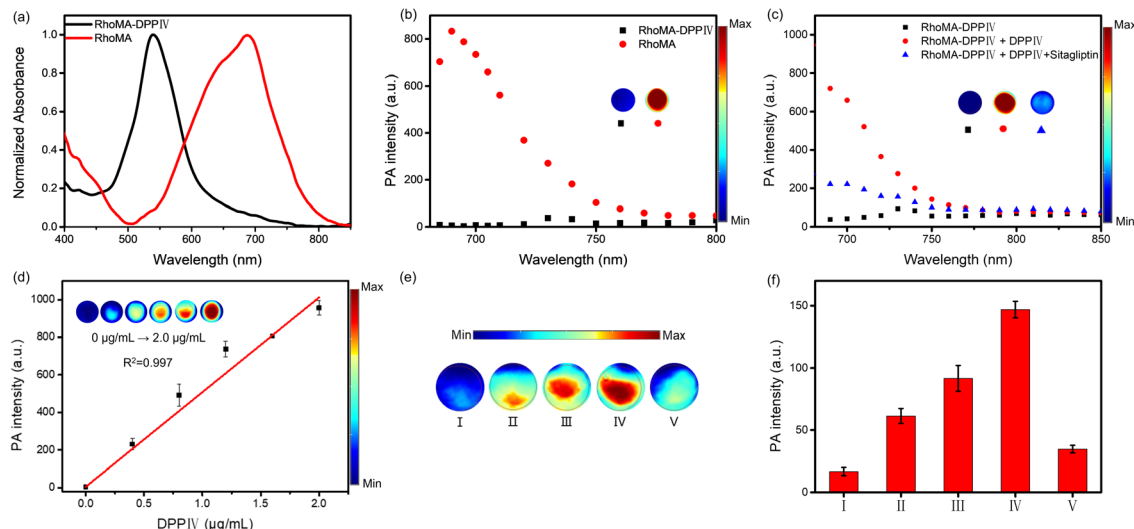 (a)
RhoMA-DPPⅣ
RhoMA
Normalized Absorbance
1.0
0.8
0.6
0.4
0.2
0.0
400 500 600 700 800
Wavelength (nm)
(b)
RhoMA-DPPⅣ
RhoMA
Max
Min
PA intensity (a.u.)
800
600
400
200
0
700 750 800
Wavelength (nm)
(c)
RhoMA-DPPⅣ
RhoMA-DPPⅣ + DPPⅣ
RhoMA-DPPⅣ + DPPⅣ+Sitagliptin
Max
Min
PA intensity (a.u.)
1000
800
600
400
200
0
700 750 800 850
Wavelength (nm)
(d)
0 µg/mL → 2.0 µg/mL
R²=0.997
Max
Min
PA intensity (a.u.)
1000
800
600
400
200
0
0.0 0.5 1.0 1.5 2.0
DPPⅣ (µg/mL)
(e)
Min Max
Ⅰ Ⅱ Ⅲ Ⅳ Ⅴ
(f)
PA intensity (a.u.)
150
100
50
0
Ⅰ Ⅱ Ⅲ Ⅳ Ⅴ